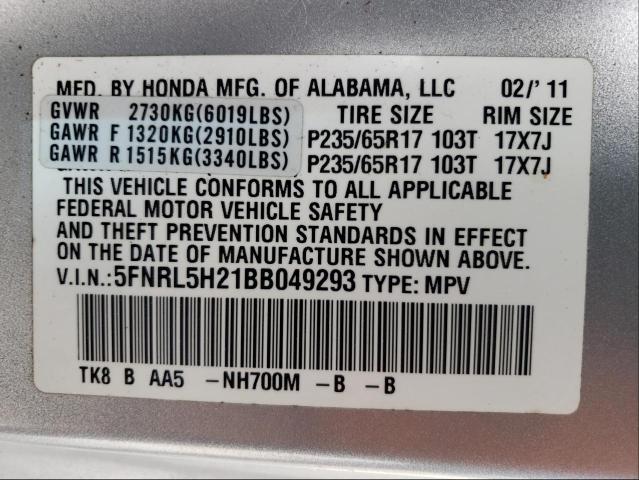 MFD. BY HONDA MFG. OF ALABAMA, LLC 02/'11
GVWR 2730KG(6019LBS) TIRE SIZE RIM SIZE
GAWR F 1320KG(2910LBS) P235/65R17 103T 17X7J
GAWR R 1515KG(3340LBS) P235/65R17 103T 17X7J
THIS VEHICLE CONFORMS TO ALL APPLICABLE
FEDERAL MOTOR VEHICLE SAFETY
AND THEFT PREVENTION STANDARDS IN EFFECT
ON THE DATE OF MANUFACTURE SHOWN ABOVE.
V.I.N.:5FNRL5H21BB049293 TYPE: MPV
TK8 B AA5 -NH700M -B -B